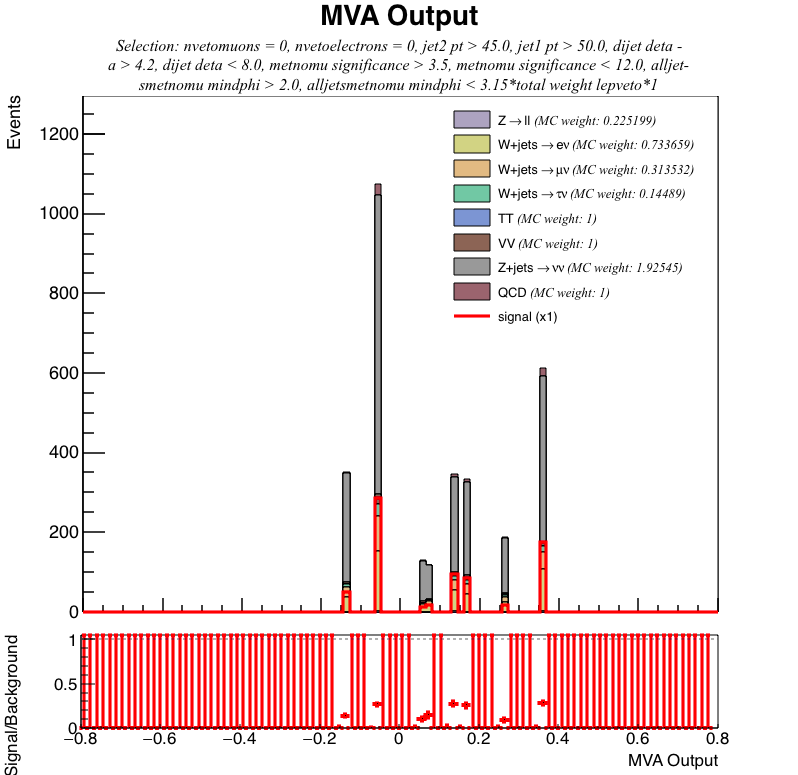 MVA Output
Selection: nvetomuons = 0, nvetoelectrons = 0, jet2 pt > 45.0, jet1 pt > 50.0, dijet deta -
a > 4.2, dijet deta < 8.0, metnomu significance > 3.5, metnomu significance < 12.0, alljet-
smetnomu mindphi > 2.0, alljetsmetnomu mindphi < 3.15*total weight lepveto*1
Events
1200
1000
800
600
400
200
0
Z→ll (MC weight: 0.225199)
W+jets→eν (MC weight: 0.733659)
W+jets→μν (MC weight: 0.313532)
W+jets→τν (MC weight: 0.14489)
TT (MC weight: 1)
VV (MC weight: 1)
Z+jets→νν (MC weight: 1.92545)
QCD (MC weight: 1)
signal (x1)
Signal/Background
1
0.5
0
−0.8 −0.6 −0.4 −0.2 0 0.2 0.4 0.6 0.8
MVA Output